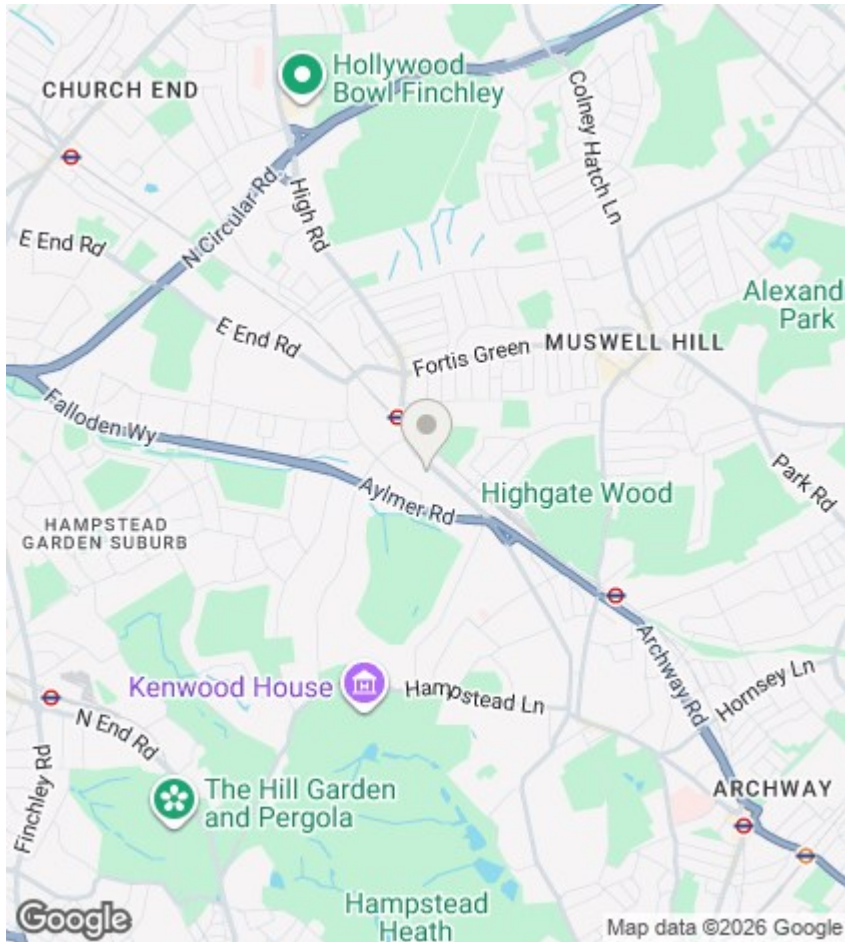 Hollywood
Bowl Finchley
CHURCH END
Colney Hatch Ln
N Circular Rd
High Rd
E End Rd
Alexand
Park
E End Rd
Fortis Green
MUSWELL HILL
Falloden Wy
Park Rd
Aylmer Rd
Highgate Wood
HAMPSTEAD
GARDEN SUBURB
Archway Rd
Hornsey Ln
Kenwood House
Hampstead Ln
N End Rd
Finchley Rd
The Hill Garden
and Pergola
ARCHWAY
Hampstead
Heath
Google
Map data ©2026 Google